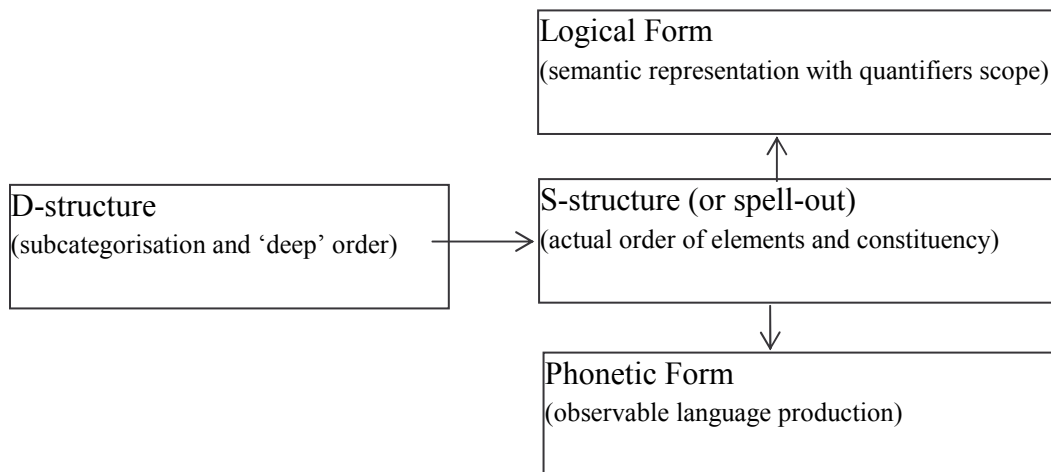 Logical Form
(semantic representation with quantifiers scope)
D-structure
(subcategorisation and ‘deep’ order)
S-structure (or spell-out)
(actual order of elements and constituency)
Phonetic Form
(observable language production)